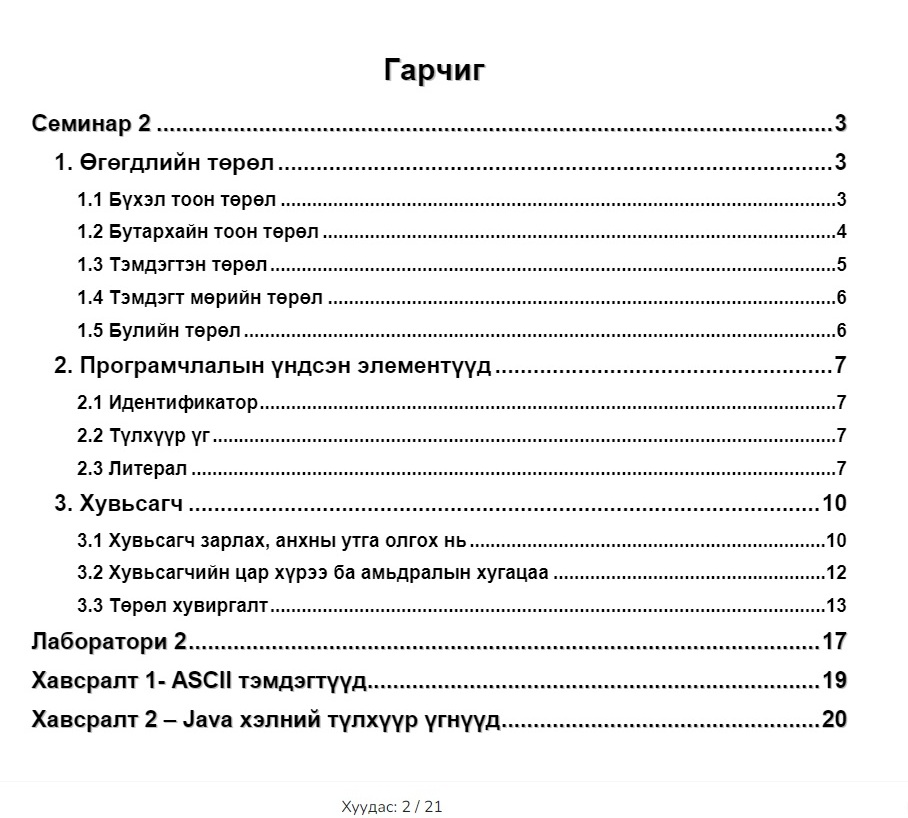 Гарчиг
Семинар 2 ........................................................................................................3
1. Өгөгдлийн төрөл ......................................................................................3
1.1 Бүхэл тоон төрөл .............................................................................................................3
1.2 Бутархайн тоон төрөл .....................................................................................................4
1.3 Тэмдэгтэн төрөл ...............................................................................................................5
1.4 Тэмдэгт мөрийн төрөл ....................................................................................................6
1.5 Булийн төрөл ....................................................................................................................6
2. Програмчлалын үндсэн элементүүд ....................................................7
2.1 Идентификатор.................................................................................................................7
2.2 Түлхүүр үг ..........................................................................................................................7
2.3 Литерал ..............................................................................................................................7
3. Хувьсагч .................................................................................................10
3.1 Хувьсагч зарлах, анхны утга олгох нь ......................................................................10
3.2 Хувьсагчийн цар хүрээ ба амьдралын хугацаа ......................................................12
3.3 Төрөл хувиргалт.............................................................................................................13
Лаборатори 2..................................................................................................17
Хавсралт 1- ASCII тэмдэгтүүд......................................................................19
Хавсралт 2 – Java хэлний түлхүүр үгнүүд.................................................20
Хуудас: 2 / 21